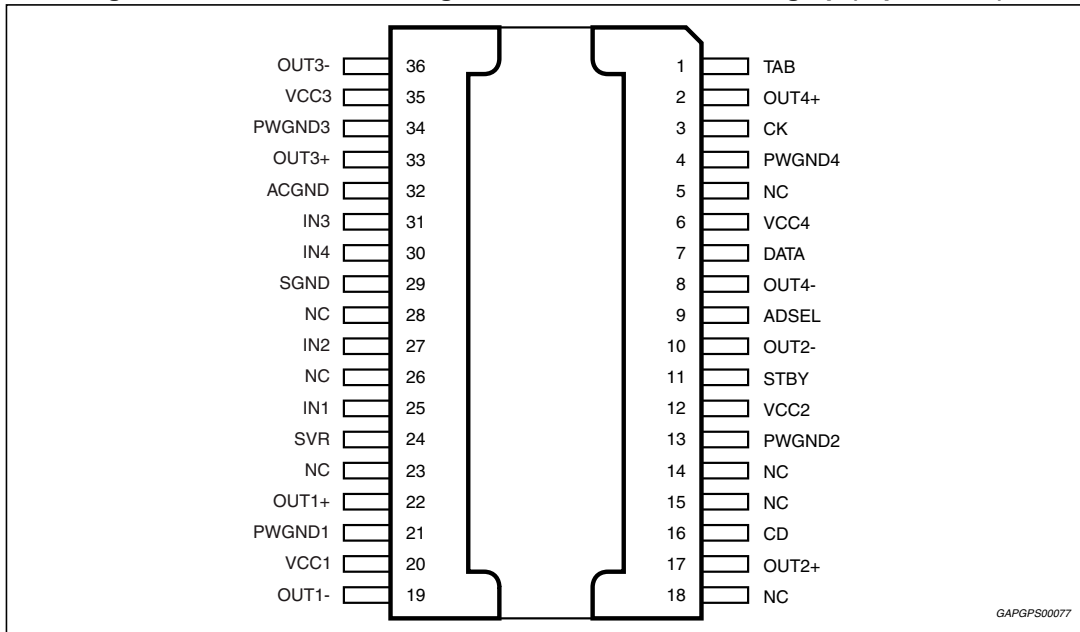 OUT3- 36 1 TAB
VCC3 35 2 OUT4+
PWGND3 34 3 CK
OUT3+ 33 4 PWGND4
ACGND 32 5 NC
IN3 31 6 VCC4
IN4 30 7 DATA
SGND 29 8 OUT4-
NC 28 9 ADSEL
IN2 27 10 OUT2-
NC 26 11 STBY
IN1 25 12 VCC2
SVR 24 13 PWGND2
NC 23 14 NC
OUT1+ 22 15 NC
PWGND1 21 16 CD
VCC1 20 17 OUT2+
OUT1- 19 18 NC
GAPGPS00077